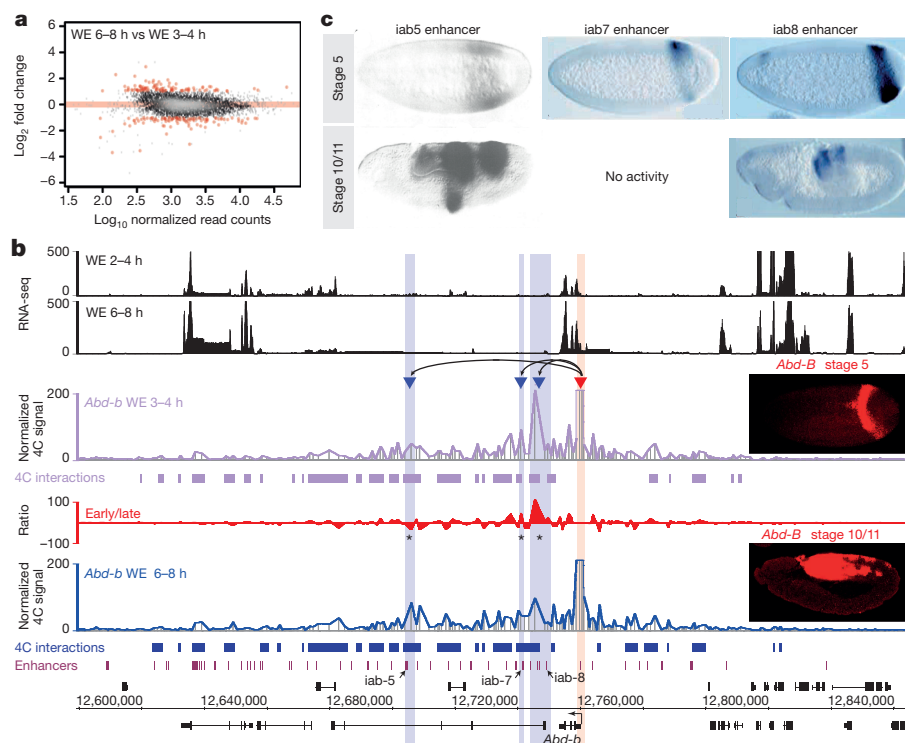 a
WE 6–8 h vs WE 3–4 h
Log2 fold change
6
4
2
0
−2
−4
−6
1.5 2.0 2.5 3.0 3.5 4.0 4.5
Log10 normalized read counts
c
iab5 enhancer iab7 enhancer iab8 enhancer
Stage 5
Stage 10/11
No activity
b
RNA-seq
500
WE 2–4 h
0
500
WE 6–8 h
0
Abd-B stage 5
Normalized 4C signal
200
Abd-b WE 3–4 h
0
4C interactions
Ratio
100
Early/late
−100
* * *
Abd-B stage 10/11
Normalized 4C signal
200
Abd-b WE 6–8 h
0
4C interactions
Enhancers
iab-5 iab-7 iab-8
12,600,000 12,640,000 12,680,000 12,720,000 12,760,000 12,800,000 12,840,000
Abd-b